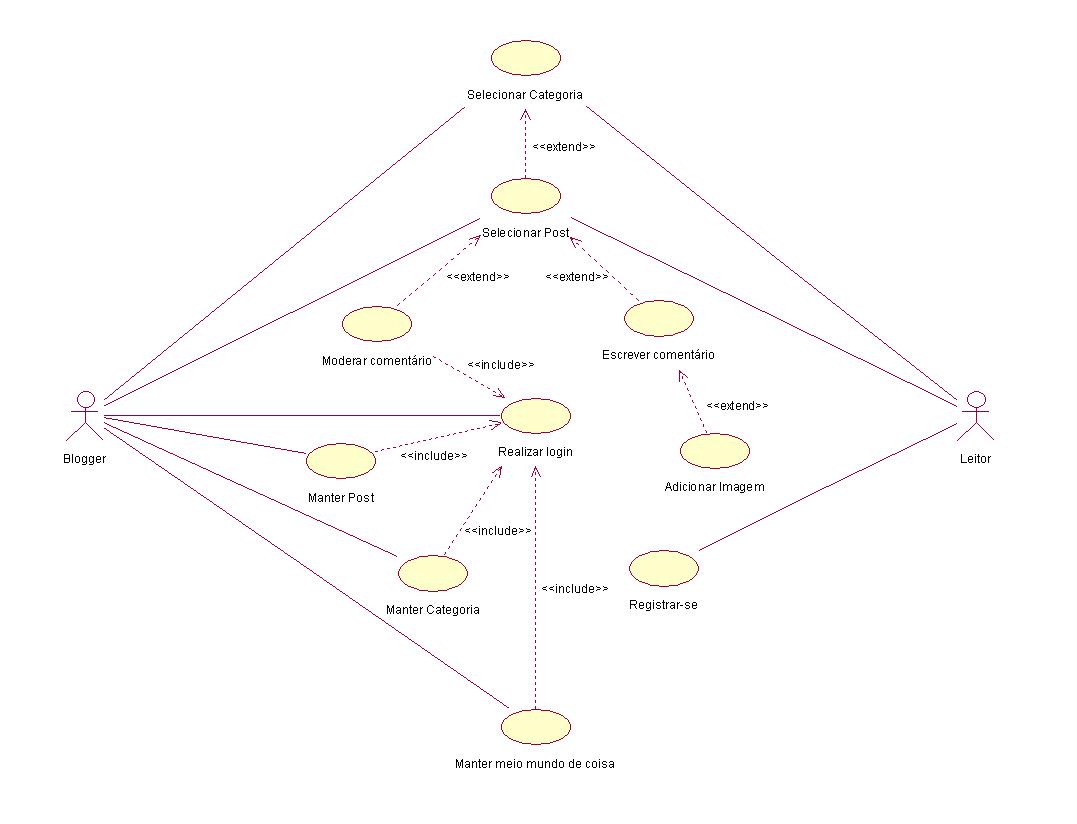 Selecionar Categoria
<<extend>>
Selecionar Post
<<extend>>
<<extend>>
Moderar comentário
Escrever comentário
<<include>>
<<extend>>
Blogger
Realizar login
<<include>>
Leitor
Manter Post
Adicionar Imagem
<<include>>
<<include>>
Manter Categoria
Registrar-se
Manter meio mundo de coisa